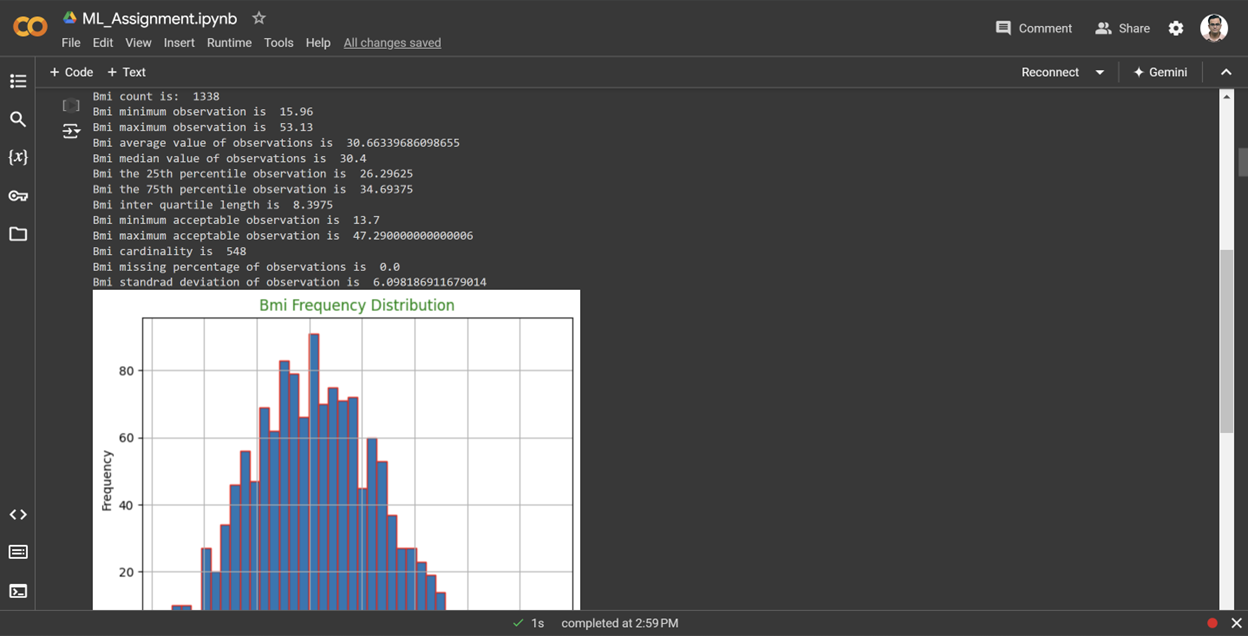 ML_Assignment.ipynb
File Edit View Insert Runtime Tools Help All changes saved
Comment Share
+ Code + Text
Reconnect Gemini
Bmi count is:  1338
Bmi minimum observation is  15.96
Bmi maximum observation is  53.13
Bmi average value of observations is  30.66339686098655
Bmi median value of observations is  30.4
Bmi the 25th percentile observation is  26.29625
Bmi the 75th percentile observation is  34.69375
Bmi inter quartile length is  8.3975
Bmi minimum acceptable observation is  13.7
Bmi maximum acceptable observation is  47.290000000000006
Bmi cardinality is  548
Bmi missing percentage of observations is  0.0
Bmi standrad deviation of observation is  6.098186911679014
{x}
Bmi Frequency Distribution
Frequency
80
60
40
20
1s completed at 2:59 PM